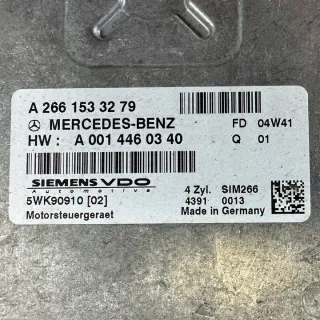 A 266 153 32 79
MERCEDES-BENZ FD 04W41
HW : A 001 446 03 40 Q 01
SIEMENS VDO
Automotive
4 Zyl. SIM266
5WK90910 [02] 4391 0013
Motorsteuergeraet Made in Germany